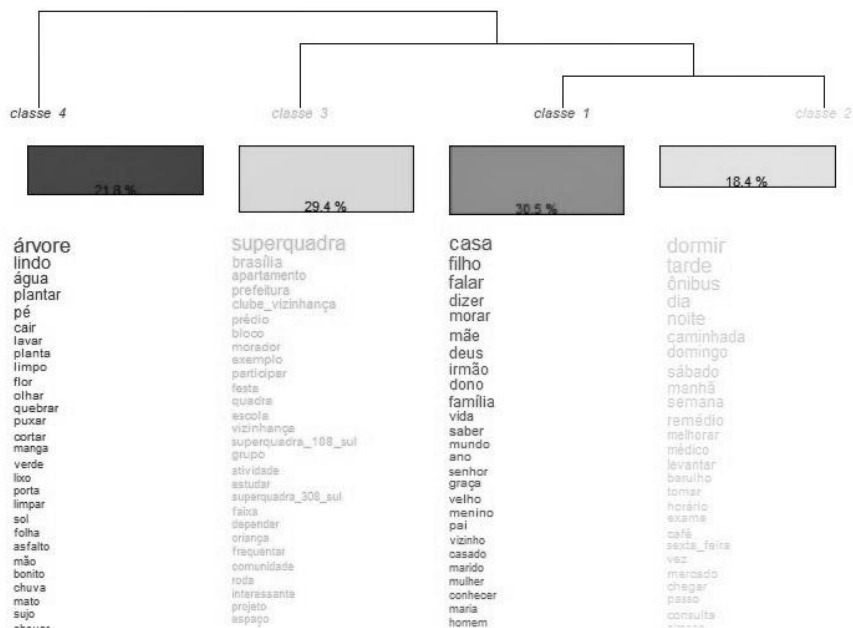 classe 4
classe 3
classe 1
classe 2
21.8 %
29.4 %
30.5 %
18.4 %
árvore
lindo
água
plantar
pé
cair
lavar
planta
limpo
flor
olhar
quebrar
puxar
cortar
manga
verde
lixo
porta
limpar
sol
folha
asfalto
mão
bonito
chuva
mato
sujo
superquadra
brasília
apartamento
prefeitura
clube_vizinhança
prédio
bloco
morador
exemplo
participar
festa
quadra
escola
vizinhança
superquadra_108_sul
grupo
atividade
estudar
superquadra_308_sul
faixa
depender
criança
frequentar
comunidade
roda
interessante
projeto
espaço
casa
filho
falar
dizer
morar
mãe
deus
irmão
dono
família
vida
saber
mundo
ano
senhor
graça
velho
menino
pai
vizinho
casado
marido
mulher
conhecer
maria
homem
dormir
tarde
ônibus
dia
noite
caminhada
domingo
sábado
manhã
semana
remédio
melhorar
médico
levantar
barulho
tomar
horário
exame
café
sexta_feira
vez
mercado
chegar
passo
consulta